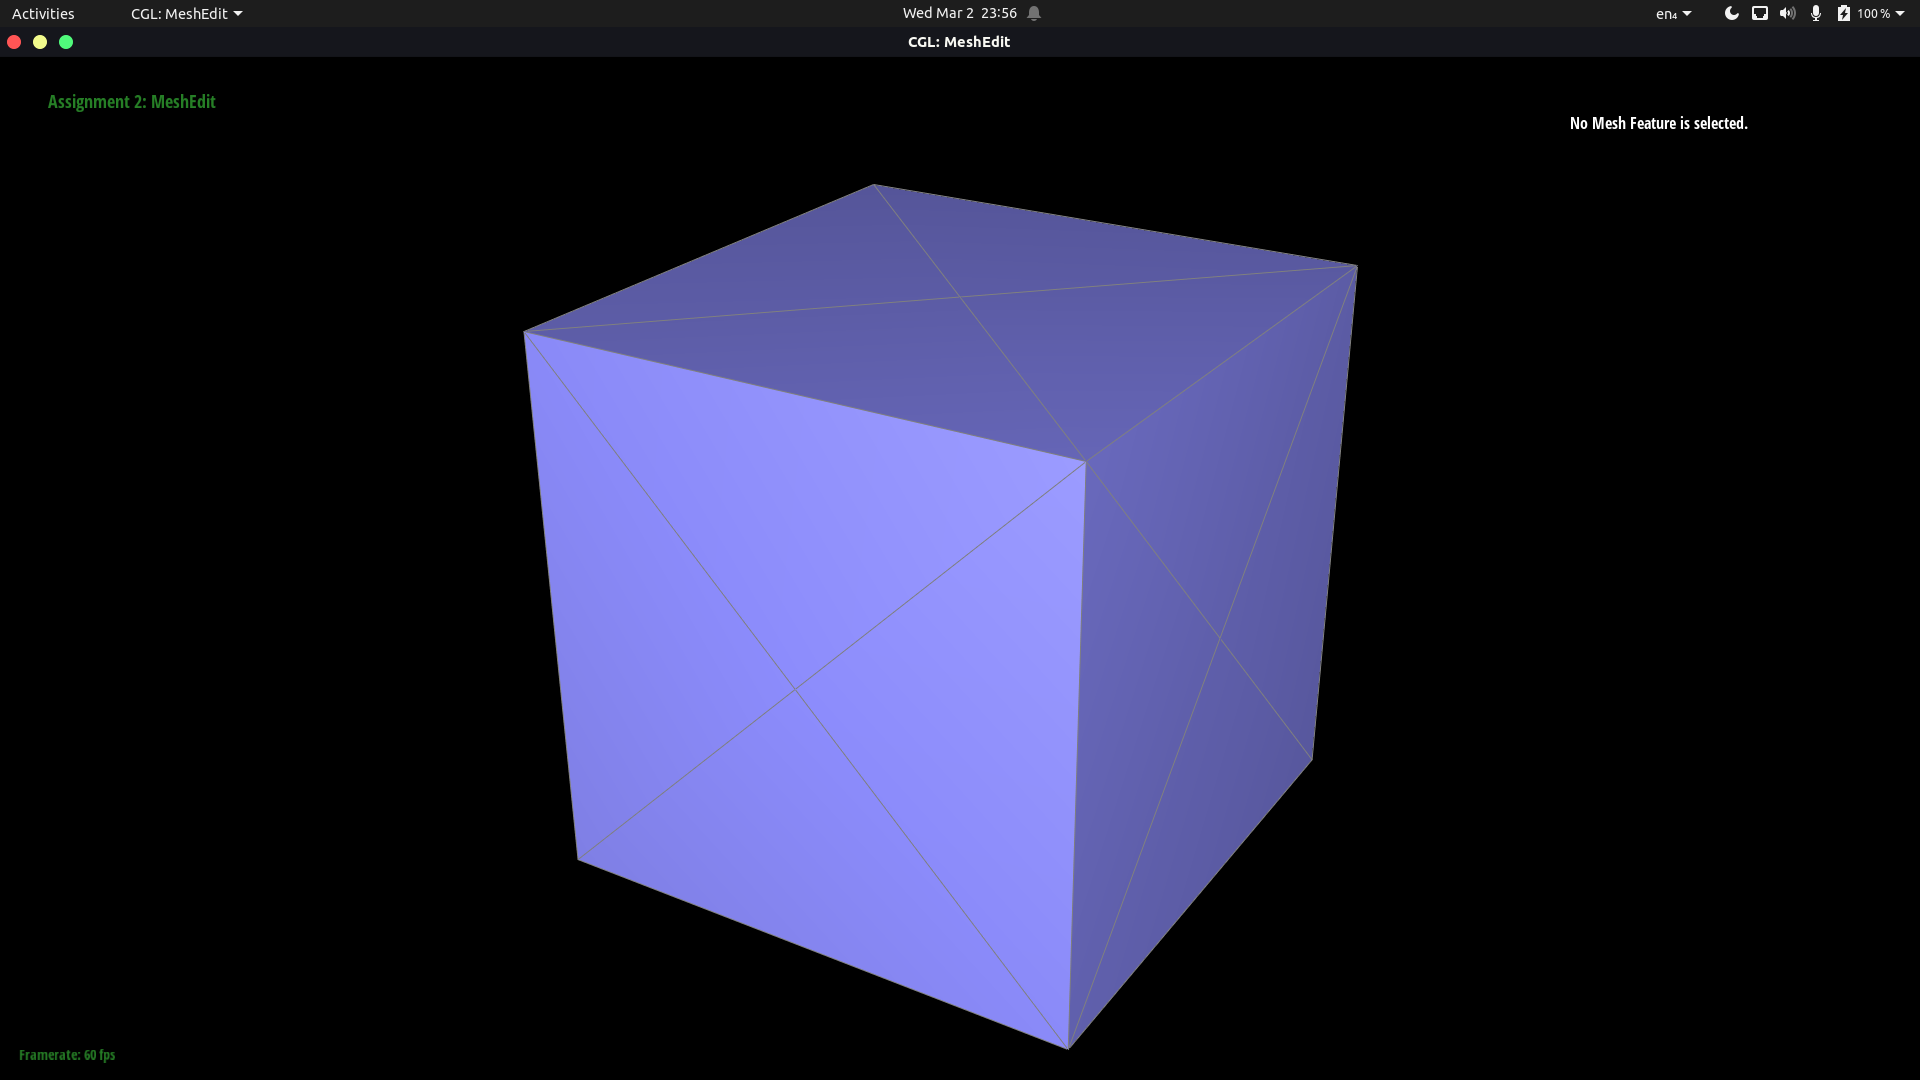 Activities
CGL: MeshEdit
Wed Mar 2 23:56
en₄
100 %
CGL: MeshEdit
Assignment 2: MeshEdit
No Mesh Feature is selected.
Framerate: 60 fps